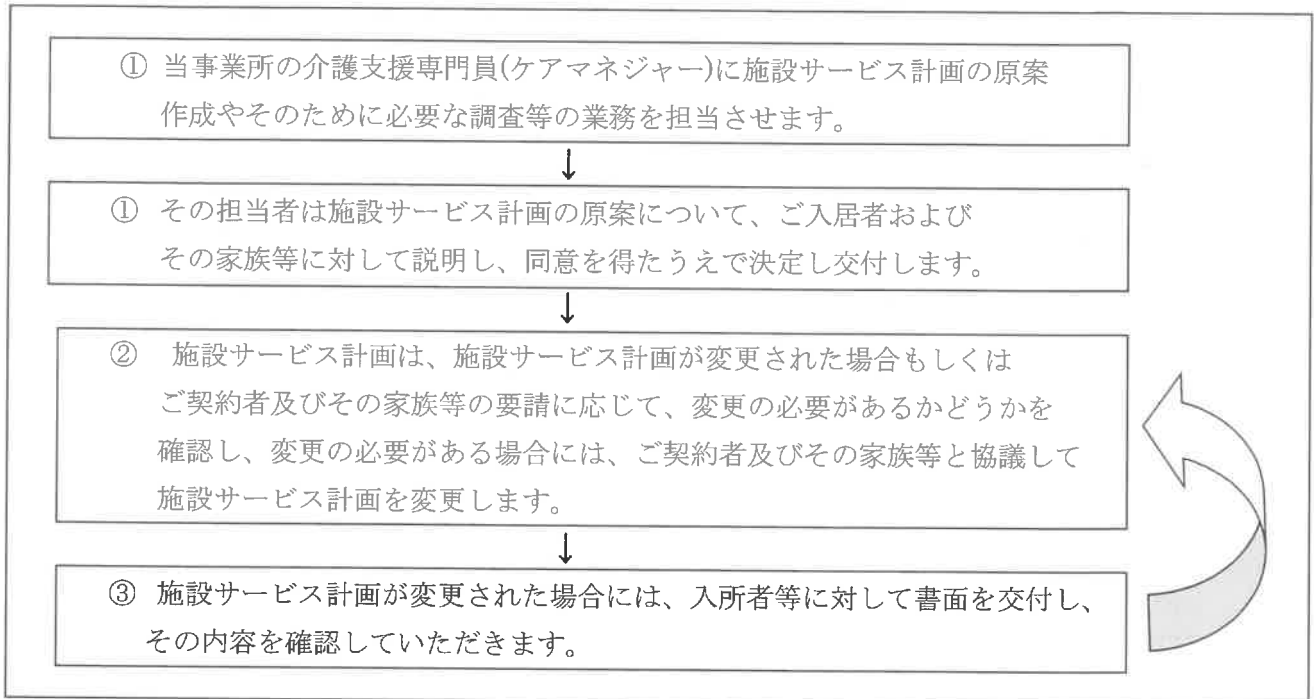 ① 当事業所の介護支援専門員(ケアマネジャー)に施設サービス計画の原案
作成やそのために必要な調査等の業務を担当させます。
↓
① その担当者は施設サービス計画の原案について、ご入居者および
その家族等に対して説明し、同意を得たうえで決定し交付します。
↓
② 施設サービス計画は、施設サービス計画が変更された場合もしくは
ご契約者及びその家族等の要請に応じて、変更の必要があるかどうかを
確認し、変更の必要がある場合には、ご契約者及びその家族等と協議して
施設サービス計画を変更します。
↓
③ 施設サービス計画が変更された場合には、入所者等に対して書面を交付し、
その内容を確認していただきます。